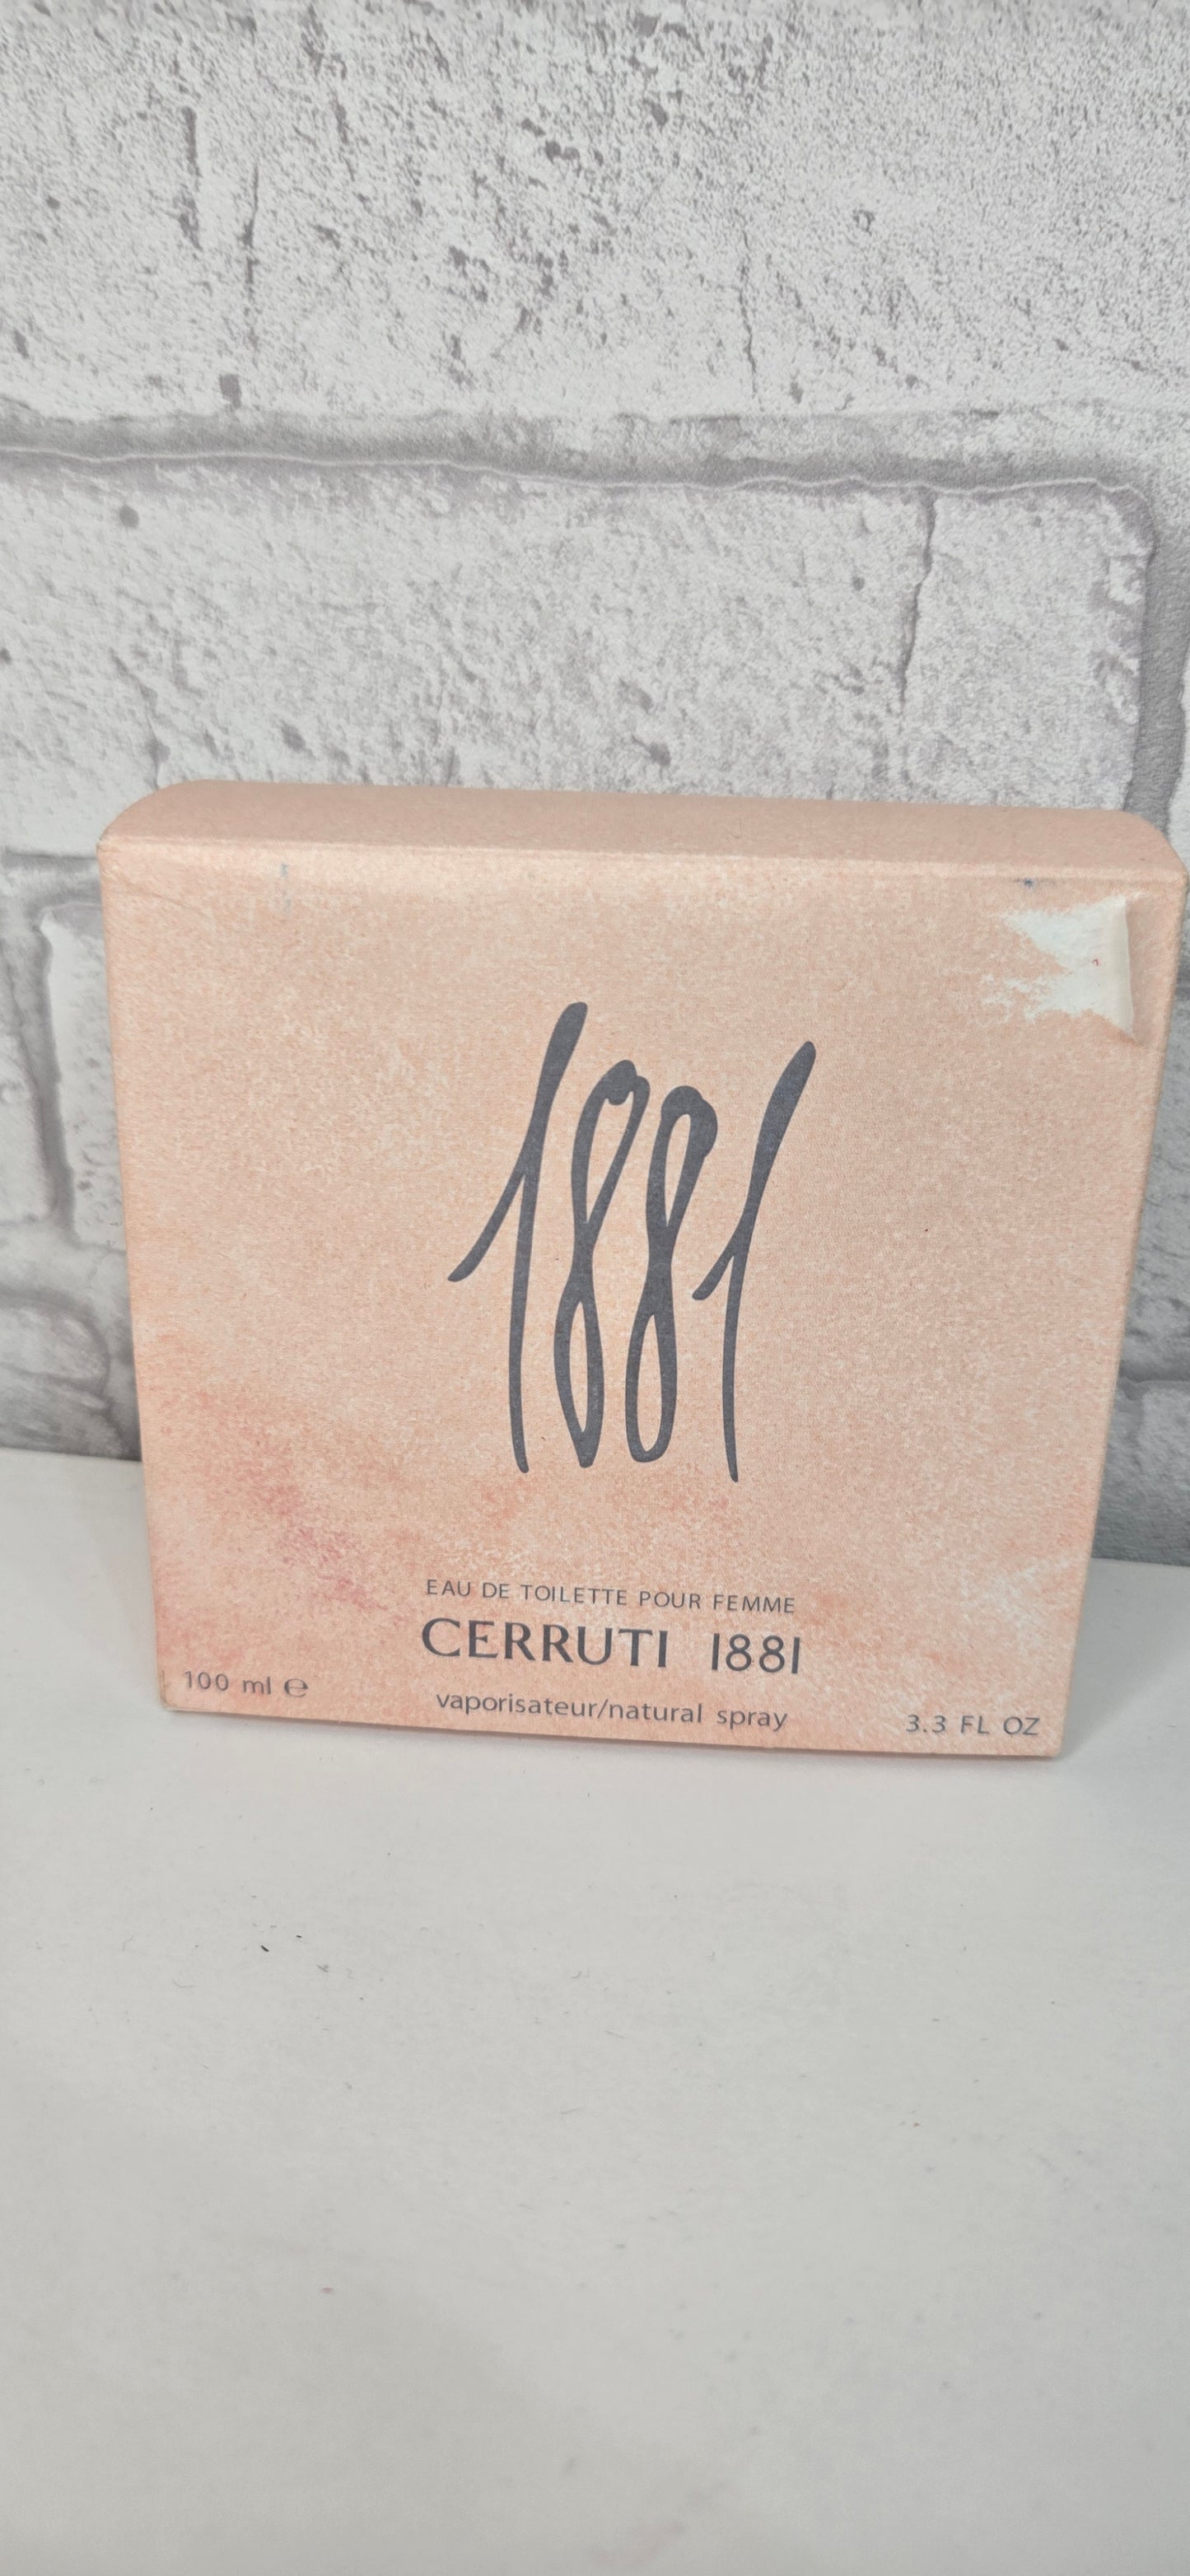 1881
EAU DE TOILETTE POUR FEMME
CERRUTI 1881
100 ml ℮
vaporisateur/natural spray
3.3 FL OZ